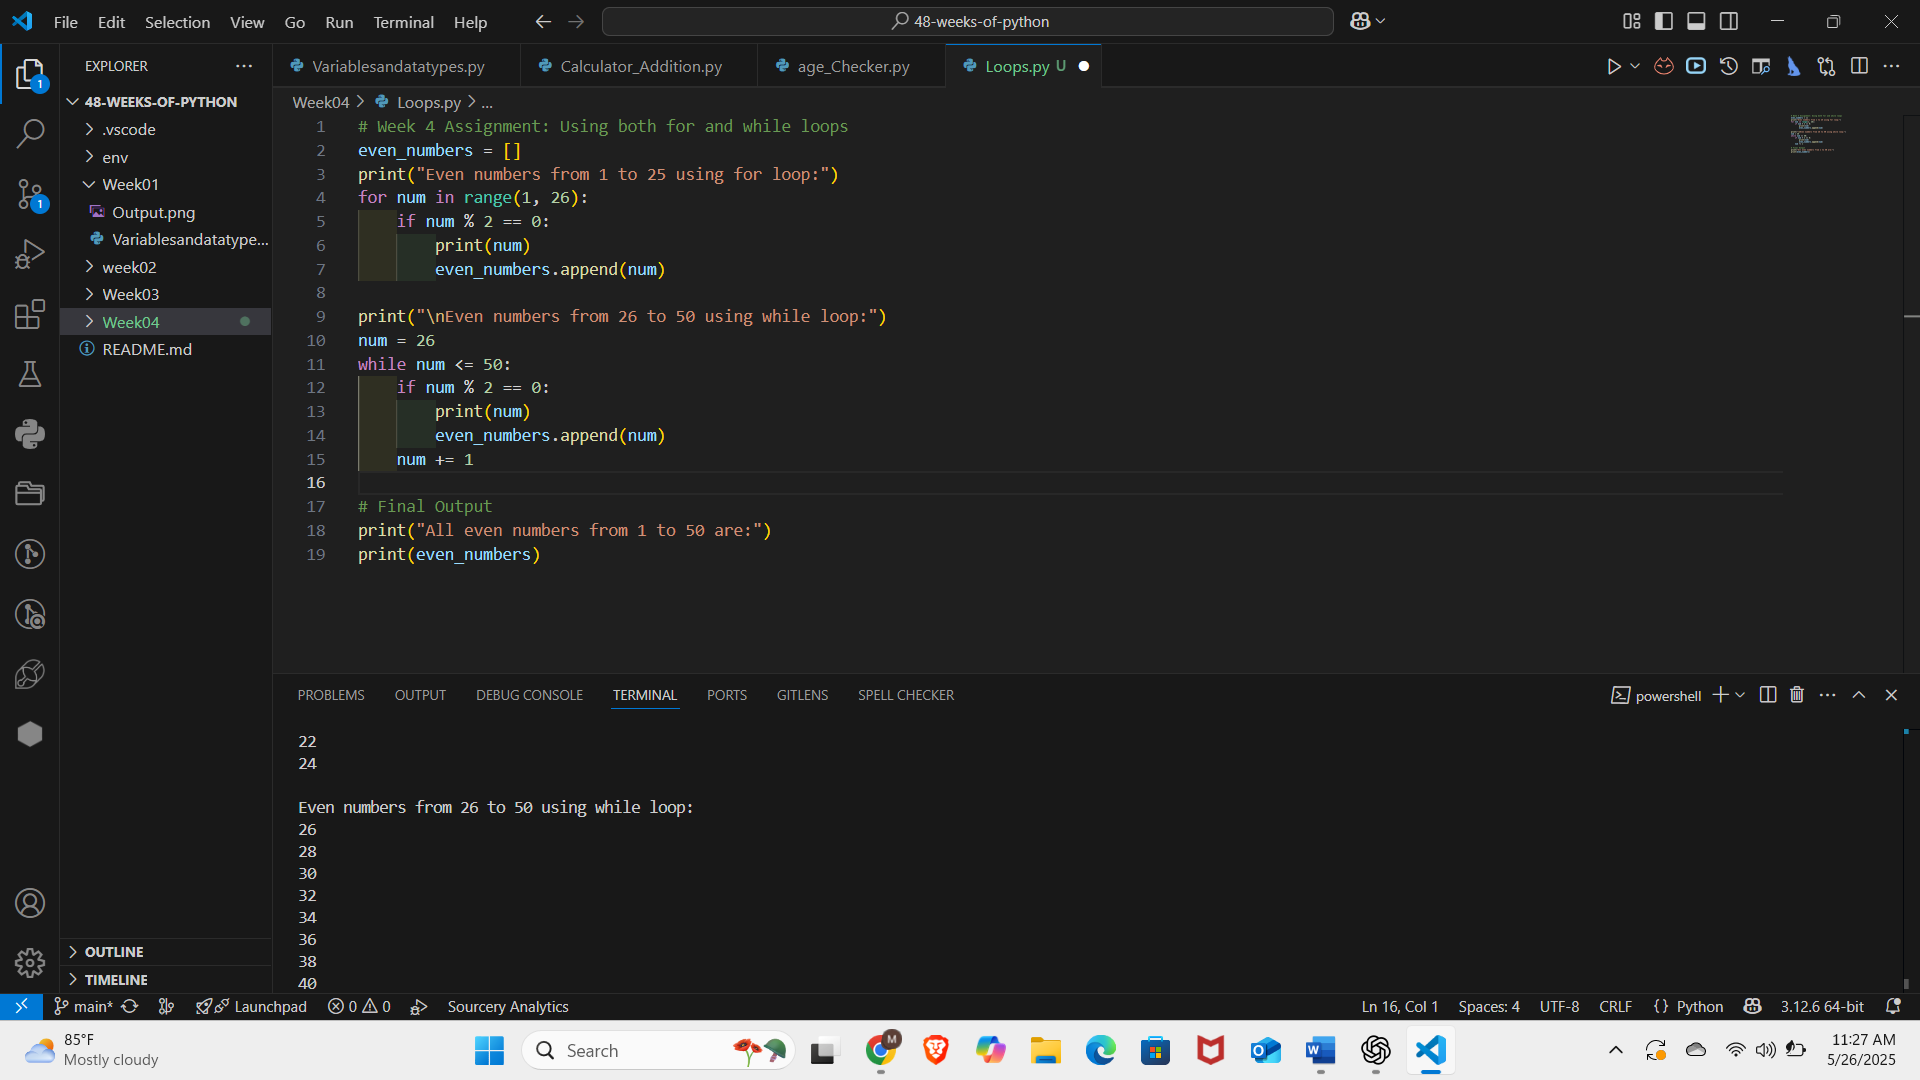 File Edit Selection View Go Run Terminal Help
48-weeks-of-python
EXPLORER
Variablesandatatypes.py
Calculator_Addition.py
age_Checker.py
Loops.py U
1
1
48-WEEKS-OF-PYTHON
.vscode
env
Week01
Output.png
Variablesandatatype...
week02
Week03
Week04
README.md
OUTLINE
TIMELINE
Week04 > Loops.py > ...
1 # Week 4 Assignment: Using both for and while loops
2 even_numbers = []
3 print("Even numbers from 1 to 25 using for loop:")
4 for num in range(1, 26):
5     if num % 2 == 0:
6         print(num)
7         even_numbers.append(num)
8
9 print("\nEven numbers from 26 to 50 using while loop:")
10 num = 26
11 while num <= 50:
12     if num % 2 == 0:
13         print(num)
14         even_numbers.append(num)
15     num += 1
16
17 # Final Output
18 print("All even numbers from 1 to 50 are:")
19 print(even_numbers)
PROBLEMS OUTPUT DEBUG CONSOLE TERMINAL PORTS GITLENS SPELL CHECKER
powershell
22
24
Even numbers from 26 to 50 using while loop:
26
28
30
32
34
36
38
40
main* Launchpad 0 0 Sourcery Analytics
Ln 16, Col 1 Spaces: 4 UTF-8 CRLF {} Python 3.12.6 64-bit
85°F
Mostly cloudy
Search
M
11:27 AM
5/26/2025